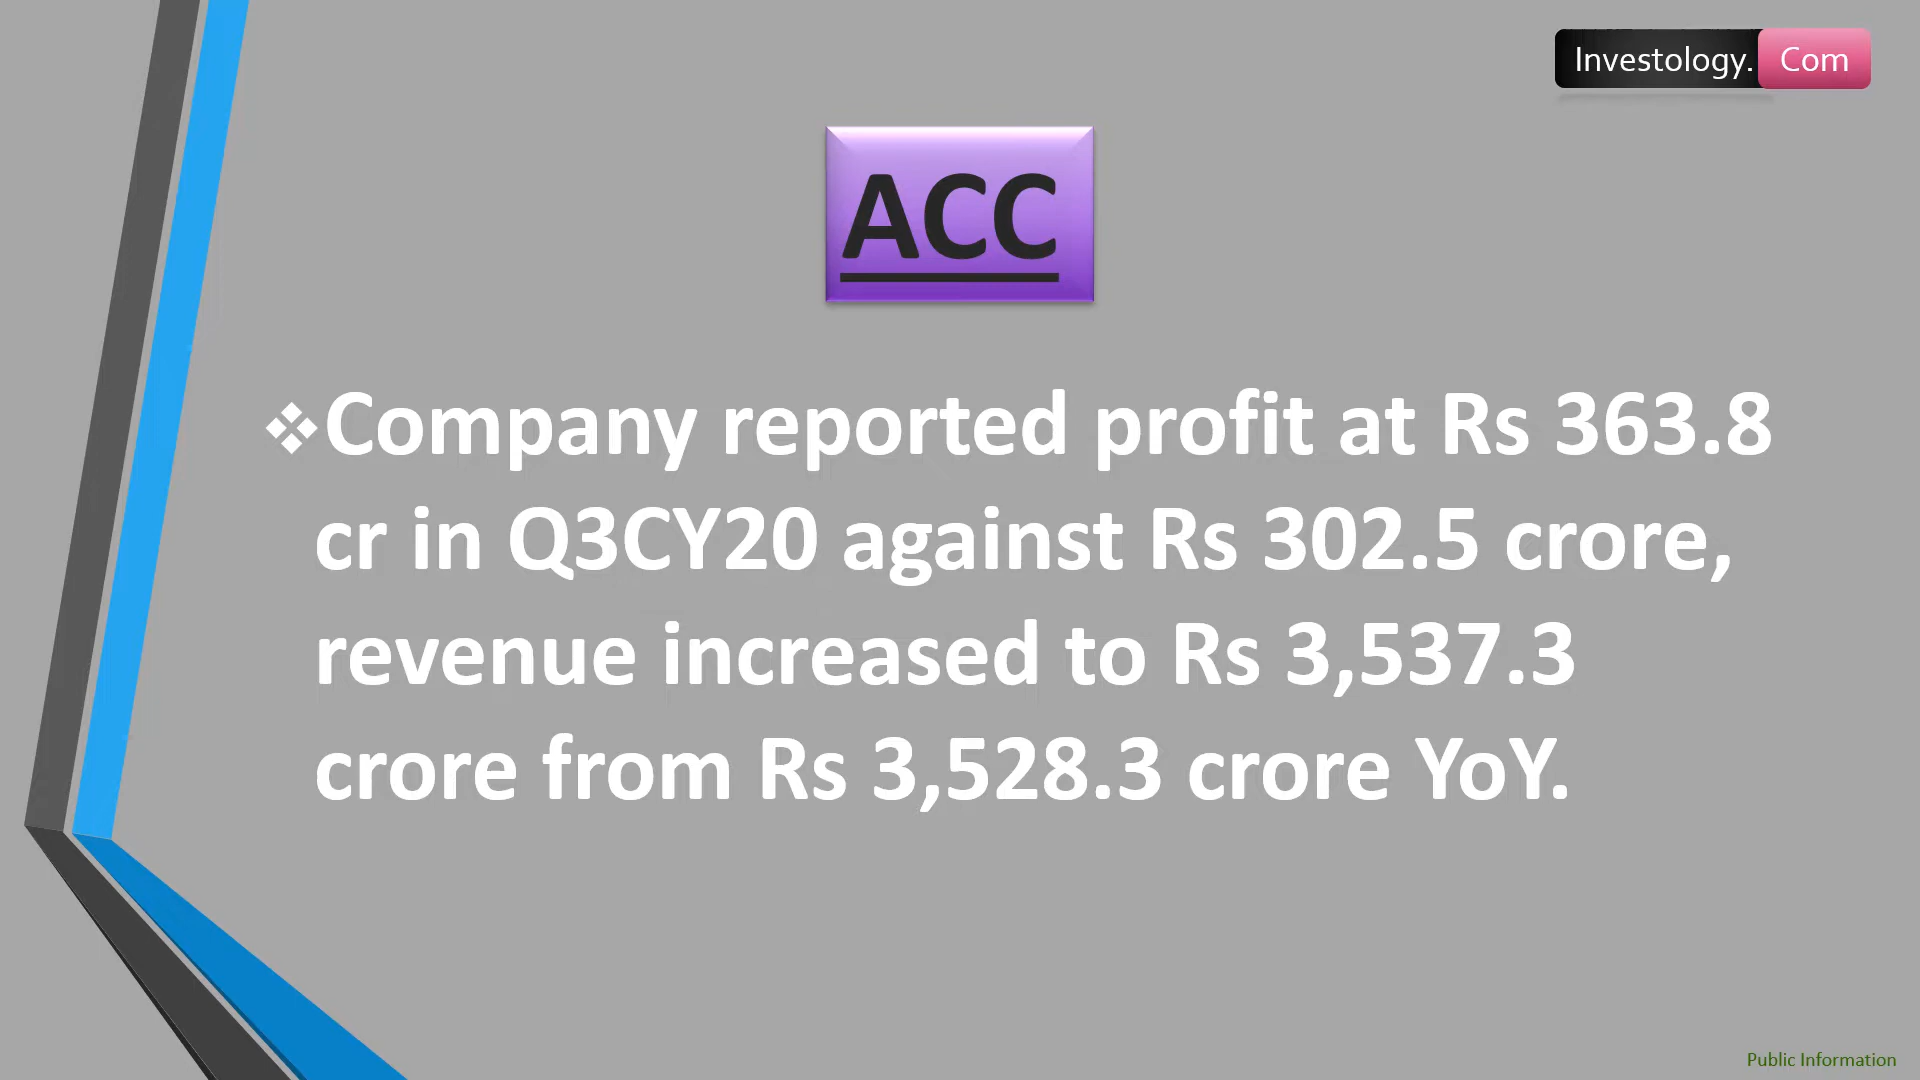 Investology. Com
ACC
❖Company reported profit at Rs 363.8
cr in Q3CY20 against Rs 302.5 crore,
revenue increased to Rs 3,537.3
crore from Rs 3,528.3 crore YoY.
Public Information